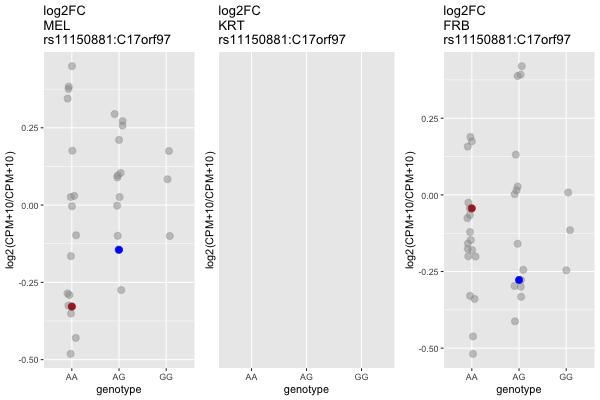 log2FC
MEL
rs11150881:C17orf97
log2(CPM+10/CPM+10)
0.25
0.00
-0.25
-0.50
AA
AG
GG
genotype
log2FC
KRT
rs11150881:C17orf97
log2(CPM+10/CPM+10)
AA
AG
GG
genotype
log2FC
FRB
rs11150881:C17orf97
log2(CPM+10/CPM+10)
0.25
0.00
-0.25
-0.50
AA
AG
GG
genotype